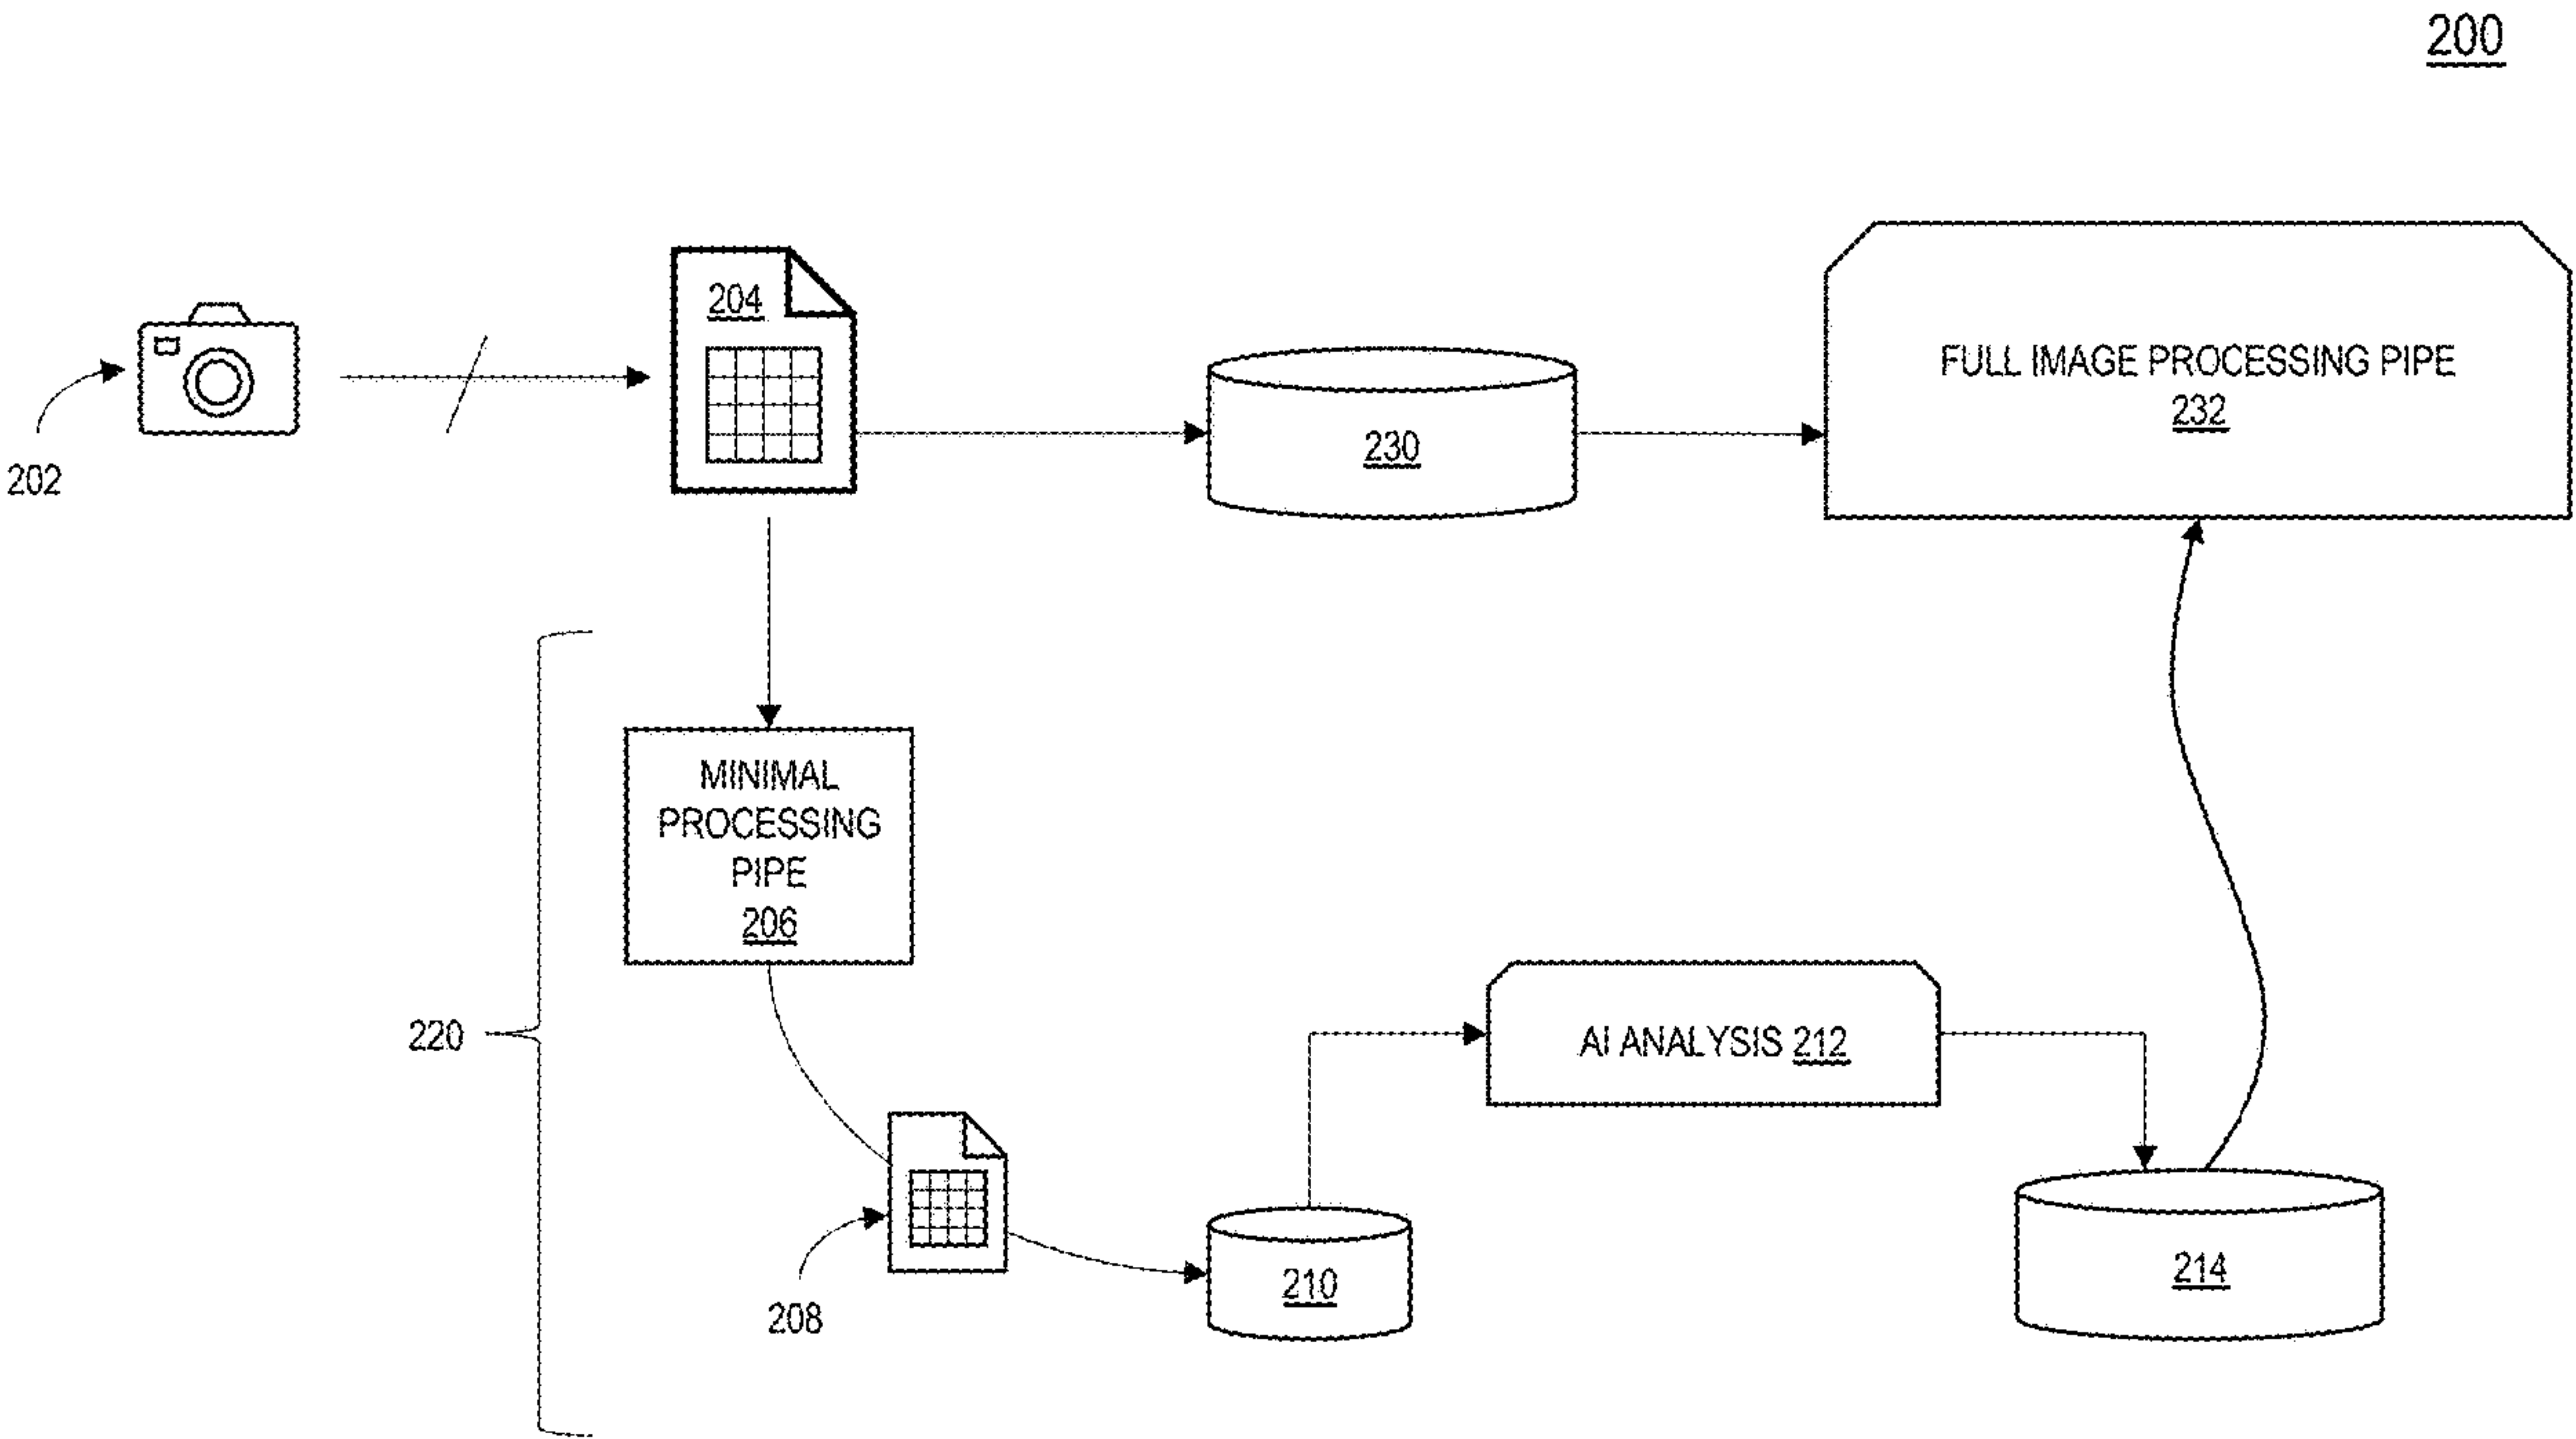 200
204
FULL IMAGE PROCESSING PIPE
232
230
202
MINIMAL
PROCESSING
PIPE
206
220
AI ANALYSIS 212
208
210
214